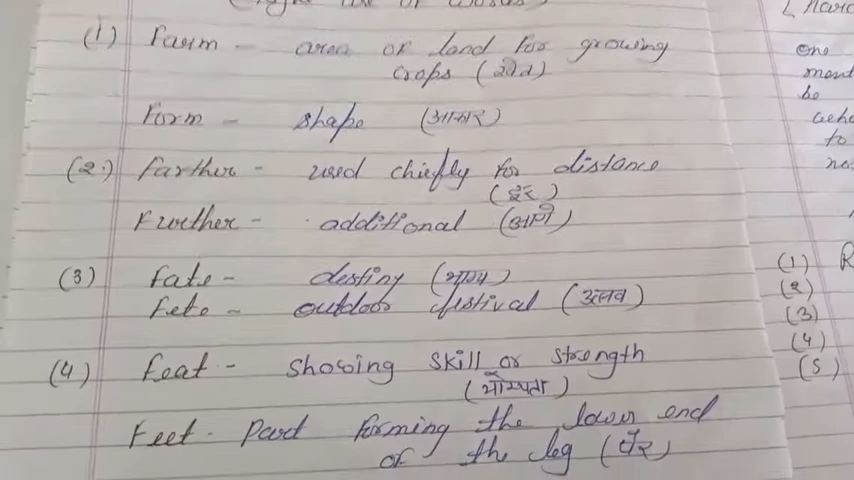 (1) Farm - area of land for growing
crops (खेत)
Form - shape (आकार)
(2) Farther - used chiefly for distance
(दूर)
Further - additional (आगे)
(3) Fate - destiny (भाग्य)
Fete - outdoor festival (उत्सव)
(4) Feat - Showing skill or strength
(योग्यता)
Feet - Part forming the lower end
of the leg (पैर)
one
be
to
(1) R
(2)
(3)
(4)
(5)